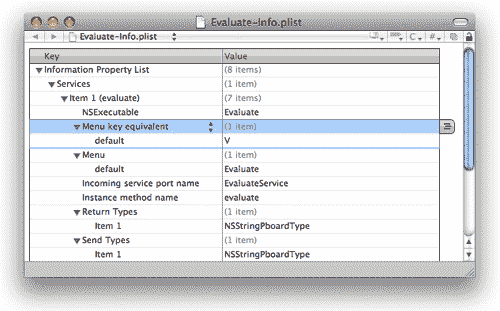 Evaluate-Info.plist
Evaluate-Info.plist C #
Key Value
Information Property List (8 items)
Services (1 item)
Item 1 (evaluate) (7 items)
NSExecutable Evaluate
Menu key equivalent (1 item)
default V
Menu (1 item)
default Evaluate
Incoming service port name EvaluateService
Instance method name evaluate
Return Types (1 item)
Item 1 NSStringPboardType
Send Types (1 item)
Item 1 NSStringPboardType